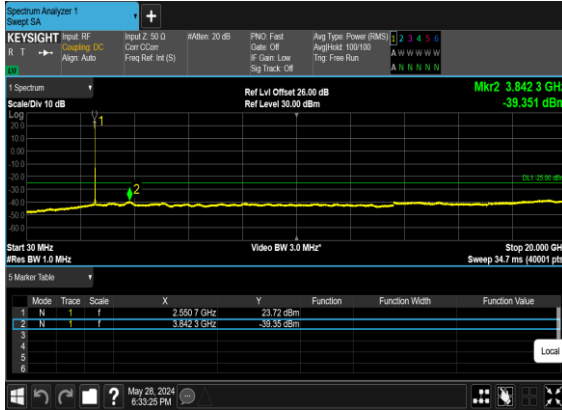 Spectrum Analyzer 1
Swept SA
+
KEYSIGHT Input: RF Input Z: 50 Ω #Atten: 20 dB PNO: Fast Avg Type: Power (RMS) 1 2 3 4 5 6
R T Coupling: DC Corr CCorr Gate: Off Avg|Hold: 100/100 A W W W W W
Align: Auto Freq Ref: Int (S) IF Gain: Low Trig: Free Run
Sig Track: Off A N N N N N
1 Spectrum Ref Lvl Offset 26.00 dB Mkr2 3.842 3 GHz
Scale/Div 10 dB Ref Level 30.00 dBm -39.351 dBm
Log
20.0
10.0
0.00
-10.0
-20.0
-30.0
-40.0
-50.0
-60.0
1
2
DL1 -25.00 dBm
Start 30 MHz Video BW 3.0 MHz* Stop 20.000 GH
#Res BW 1.0 MHz Sweep 34.7 ms (40001 pts
5 Marker Table
Mode Trace Scale X Y Function Function Width Function Value
1 N 1 f 2.550 7 GHz 23.72 dBm
2 N 1 f 3.842 3 GHz -39.35 dBm
3
4
5
6
Local
? May 28, 2024
6:33:25 PM